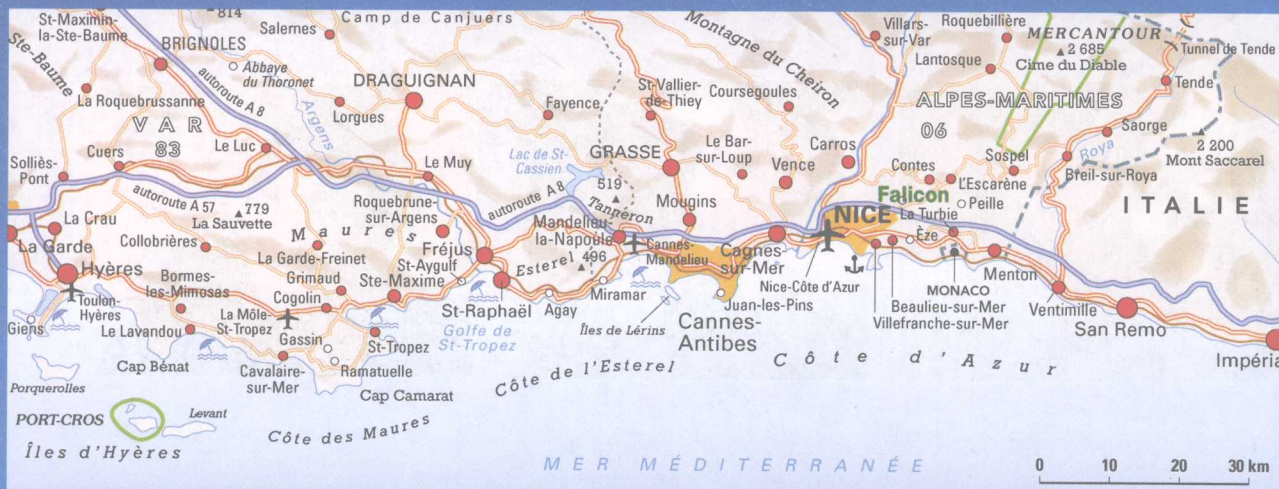 814
St-Maximin-
la-Ste-Baume
Ste-Baume
BRIGNOLES
Salernes
Camp de Canjuers
Abbaye
du Thoronet
DRAGUIGNAN
autoroute A 8
La Roquebrussanne
Argens
Lorgues
Fayence
VAR
83
Le Luc
Cuers
Solliès-
Pont
Le Muy
autoroute A 57
779
La Sauvette
Roquebrune-
sur-Argens
La Crau
La Garde
Collobrières
Maures
La Garde-Freinet
Fréjus
St-Aygulf
Hyères
Bormes-
les-Mimosas
Grimaud
Ste-Maxime
Cogolin
Toulon-
Hyères
La Môle-
St-Tropez
St-Raphaël
Giens
Le Lavandou
Gassin
St-Tropez
Golfe de
St-Tropez
Cap Bénat
Cavalaire-
sur-Mer
Ramatuelle
Cap Camarat
Porquerolles
PORT-CROS
Levant
Îles d'Hyères
Côte des Maures
Montagne du Cheiron
St-Vallier-
de-Thiey
Coursegoules
Villars-
sur-Var
Roquebillière
Lantosque
MERCANTOUR
2 685
Cime du Diable
Tunnel de Tende
Tende
ALPES-MARITIMES
06
Saorge
Roya
2 200
Mont Saccarel
Le Bar-
sur-Loup
Carros
Lac de St-
Cassien
GRASSE
Vence
Contes
Sospel
Breil-sur-Roya
519
Tanneron
L'Escarène
Peille
Falicon
ITALIE
autoroute A 8
Mougins
NICE
La Turbie
Mandelieu-
la-Napoule
Cannes-
Mandelieu
Cagnes-
sur-Mer
Èze
Esterel
496
Menton
Agay
Miramar
Juan-les-Pins
Nice-Côte d'Azur
MONACO
Beaulieu-sur-Mer
Villefranche-sur-Mer
Ventimille
San Remo
Impéria
Îles de Lérins
Cannes-
Antibes
Côte de l'Esterel
Côte d'Azur
MER MÉDITERRANÉE
0 10 20 30 km